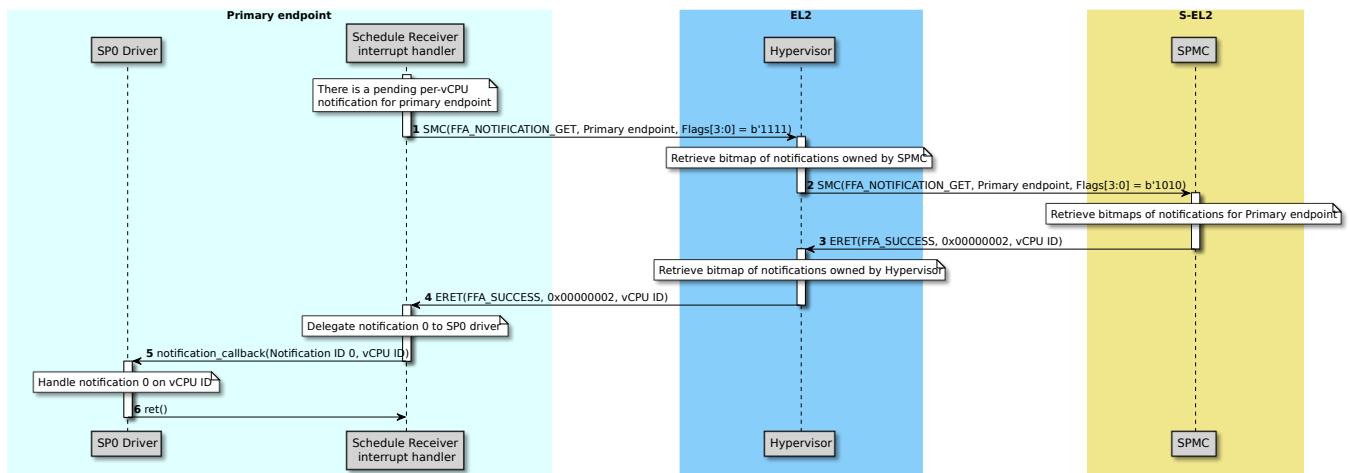 Primary endpoint
EL2
S-EL2
SP0 Driver
Schedule Receiver
interrupt handler
Hypervisor
SPMC
There is a pending per-vCPU
notification for primary endpoint
1 SMC(FFA_NOTIFICATION_GET, Primary endpoint, Flags[3:0] = b'1111)
Retrieve bitmap of notifications owned by SPMC
2 SMC(FFA_NOTIFICATION_GET, Primary endpoint, Flags[3:0] = b'1010)
Retrieve bitmaps of notifications for Primary endpoint
3 ERET(FFA_SUCCESS, 0x00000002, vCPU ID)
Retrieve bitmap of notifications owned by Hypervisor
4 ERET(FFA_SUCCESS, 0x00000002, vCPU ID)
Delegate notification 0 to SP0 driver
5 notification_callback(Notification ID 0, vCPU ID)
Handle notification 0 on vCPU ID
6 ret()
SP0 Driver
Schedule Receiver
interrupt handler
Hypervisor
SPMC